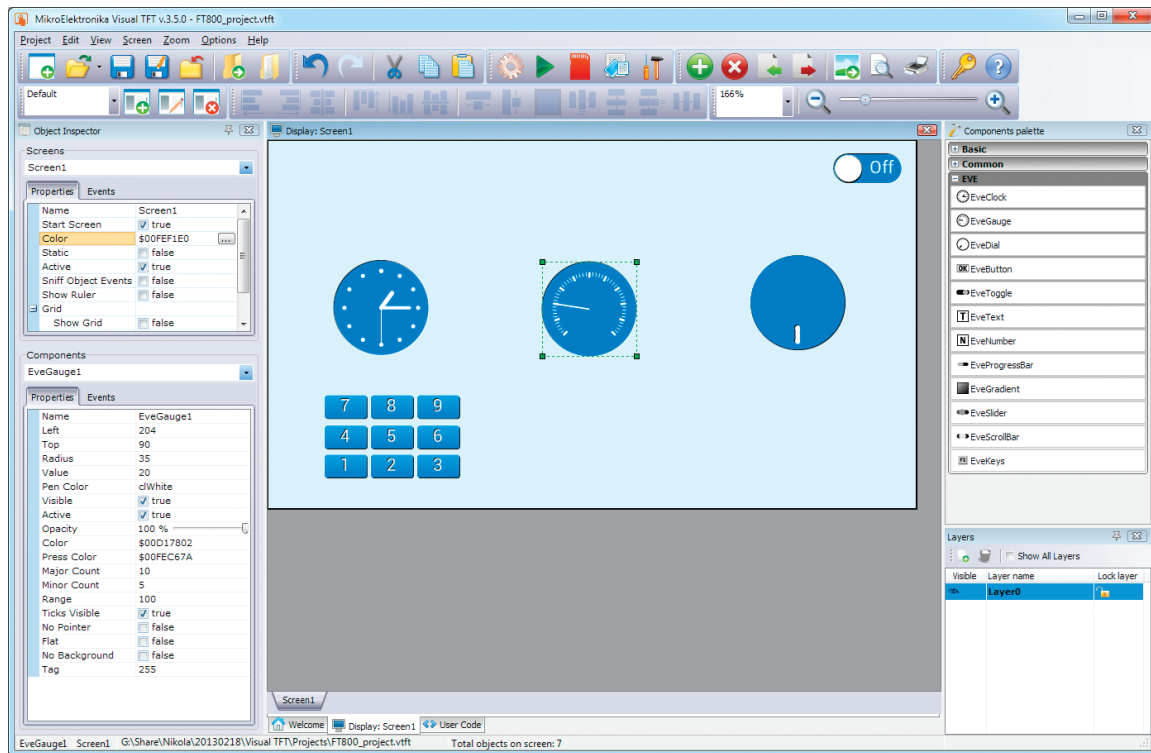 MikroElektronika Visual TFT v.3.5.0 - FT800_project.vtft
Project Edit View Screen Zoom Options Help
Default
166%
Object Inspector
Screens
Screen1
Properties Events
Name Screen1
Start Screen true
Color $00FEF1E0 ...
Static false
Active true
Sniff Object Events false
Show Ruler false
Grid
Show Grid false
Components
EveGauge1
Properties Events
Name EveGauge1
Left 204
Top 90
Radius 35
Value 20
Pen Color clWhite
Visible true
Active true
Opacity 100 %
Color $00D17802
Press Color $00FEC67A
Major Count 10
Minor Count 5
Range 100
Ticks Visible true
No Pointer false
Flat false
No Background false
Tag 255
Display: Screen1
Off
7 8 9
4 5 6
1 2 3
Screen1
Welcome Display: Screen1 User Code
Components palette
Basic
Common
EVE
EveClock
EveGauge
EveDial
OK EveButton
EveToggle
T EveText
N EveNumber
EveProgressBar
EveGradient
EveSlider
EveScrollBar
EveKeys
Layers
Show All Layers
Visible Layer name Lock layer
Layer0
EveGauge1 Screen1 G:\Share\Nikola\20130218\Visual TFT\Projects\FT800_project.vtft Total objects on screen: 7